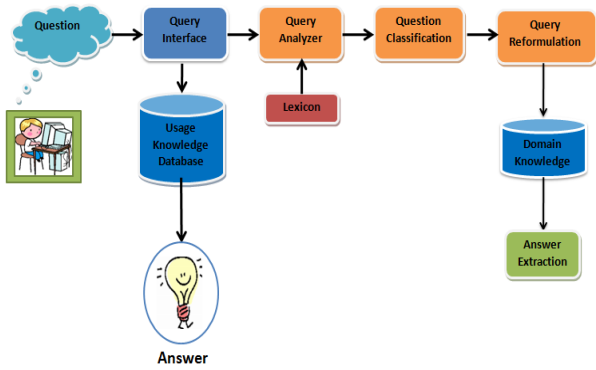 Question
Query
Interface
Query
Analyzer
Question
Classification
Query
Reformulation
Lexicon
Usage
Knowledge
Database
Domain
Knowledge
Answer
Extraction
Answer